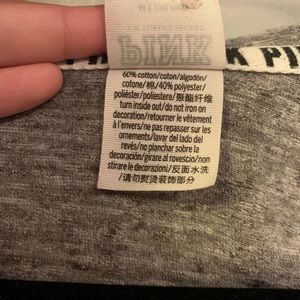 PINK
60% cotton/coton/algodón/
cotone/棉/40% polyester/
poliéster/poliestere/聚酯纤维
turn inside out/do not iron
on decoration/retourner le vêtement
à l'envers/ne pas repasser sur les
ornements/lavar del lado del
revés/no planchar sobre la
decoración/girare al rovescio/non
stirare le decorazioni/反面水洗
/请勿熨烫装饰部分
K PI